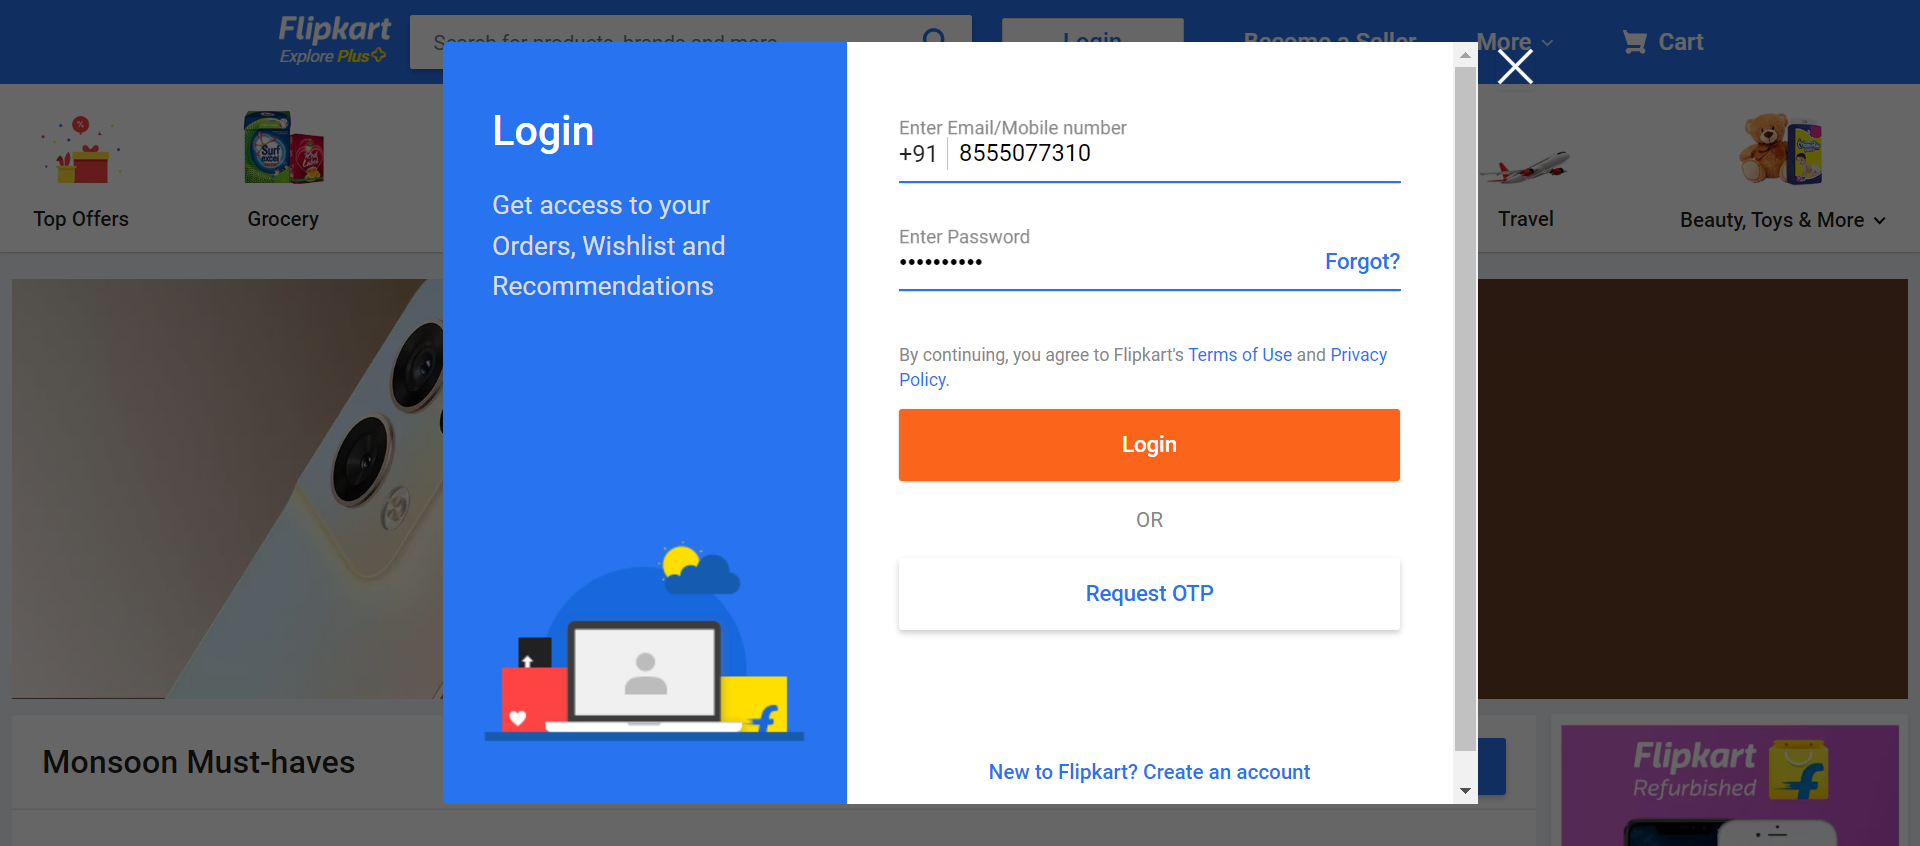 Flipkart
Explore Plus
Search for products, brands and more
Login
Become a Seller
More
Cart
Top Offers
Surf excel
Grocery
Travel
Beauty, Toys & More
Login
Get access to your
Orders, Wishlist and
Recommendations
Enter Email/Mobile number
+91 8555077310
Enter Password
••••••••••
Forgot?
By continuing, you agree to Flipkart's Terms of Use and Privacy
Policy.
Login
OR
Request OTP
New to Flipkart? Create an account
Monsoon Must-haves
Flipkart
Refurbished